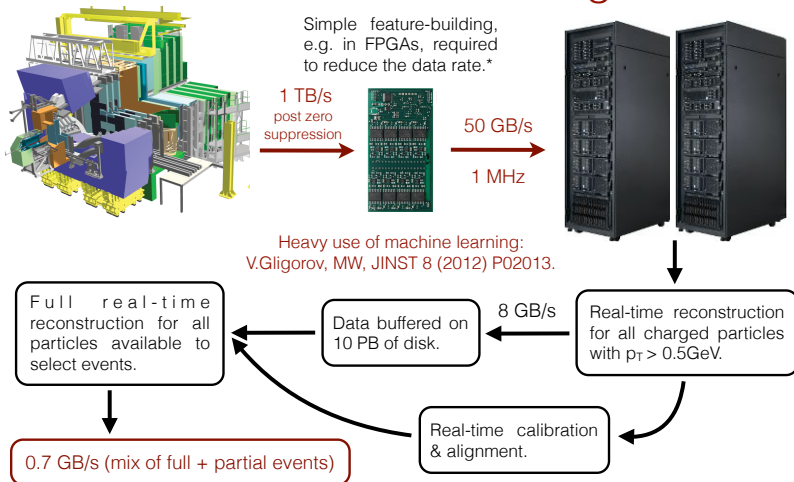 Simple feature-building,
e.g. in FPGAs, required
to reduce the data rate.*
1 TB/s
post zero
suppression
50 GB/s
1 MHz
Heavy use of machine learning:
V.Gligorov, MW, JINST 8 (2012) P02013.
Full real-time
reconstruction for all
particles available to
select events.
Data buffered on
10 PB of disk.
8 GB/s
Real-time reconstruction
for all charged particles
with pT > 0.5GeV.
Real-time calibration
& alignment.
0.7 GB/s (mix of full + partial events)